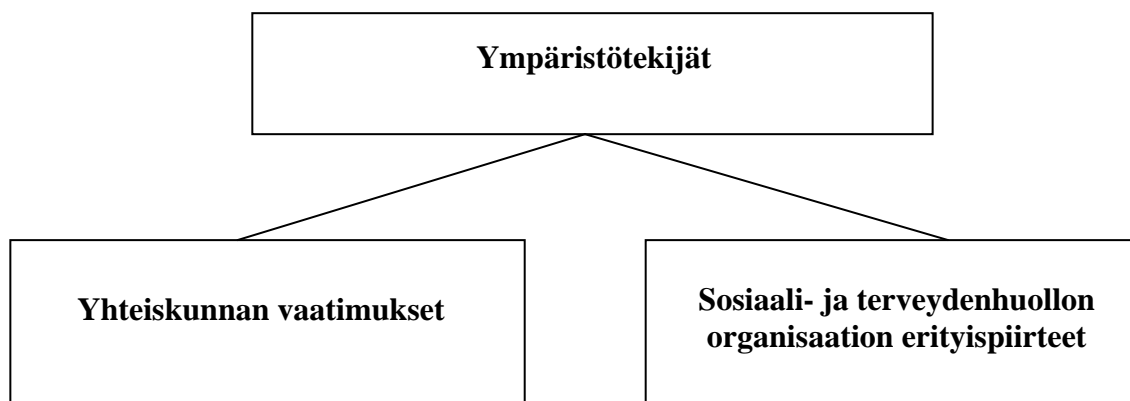 Ympäristötekijät
Yhteiskunnan vaatimukset
Sosiaali- ja terveydenhuollon
organisaation erityispiirteet